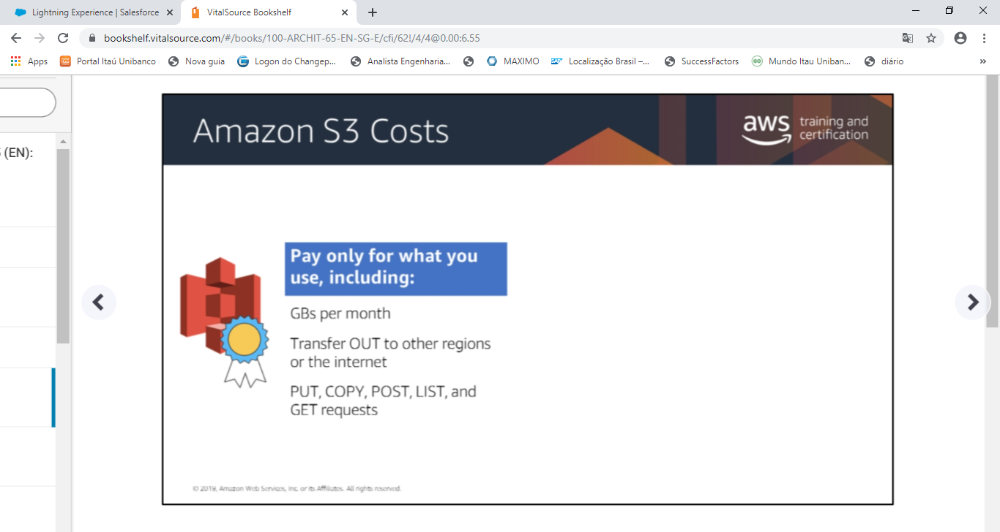 Lightning Experience | Salesforce
VitalSource Bookshelf
bookshelf.vitalsource.com/#/books/100-ARCHIT-65-EN-SG-E/cfi/62!/4/4@0.00:6.55
Apps Portal Itaú Unibanco Nova guia Logon do Changep... Analista Engenharia... MAXIMO Localização Brasil –... SuccessFactors Mundo Itau Uniban... diário »
(EN):
Amazon S3 Costs
aws training and
certification
Pay only for what you
use, including:
GBs per month
Transfer OUT to other regions
or the internet
PUT, COPY, POST, LIST, and
GET requests
© 2019, Amazon Web Services, Inc. or its Affiliates. All rights reserved.